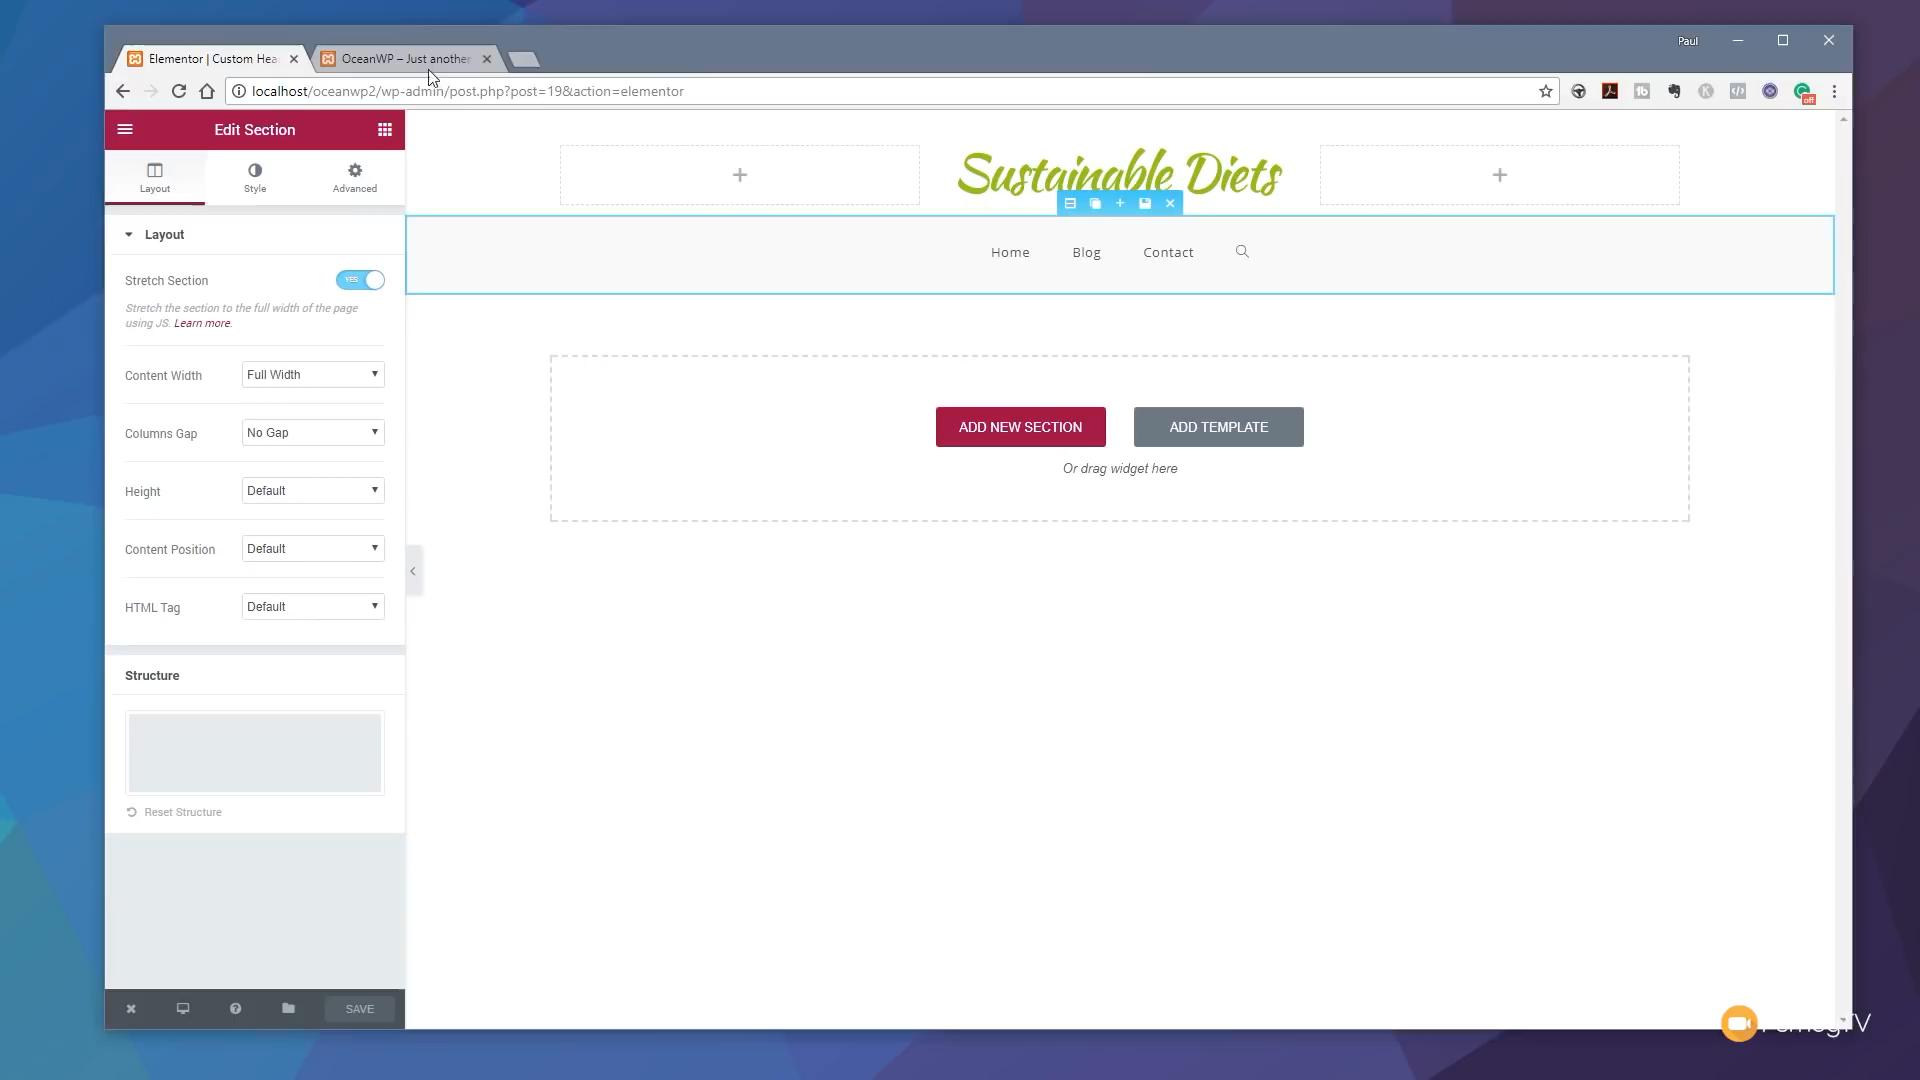 Paul
Elementor | Custom Hea
OceanWP – Just another
localhost/oceanwp2/wp-admin/post.php?post=19&action=elementor
off
Edit Section
Layout
Style
Advanced
Layout
Stretch Section
YES
Stretch the section to the full width of the page
using JS. Learn more.
Content Width
Full Width
Columns Gap
No Gap
Height
Default
Content Position
Default
HTML Tag
Default
Structure
Reset Structure
SAVE
Sustainable Diets
Home
Blog
Contact
ADD NEW SECTION
ADD TEMPLATE
Or drag widget here